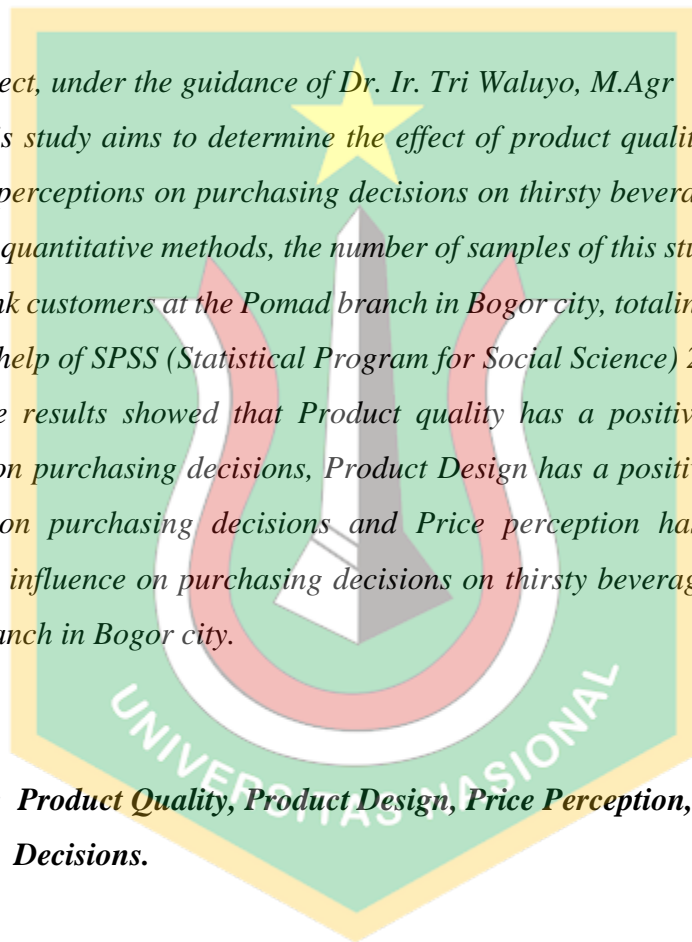 ect, under the guidance of Dr. Ir. Tri Waluyo, M.Agr
s study aims to determine the effect of product qualit
perceptions on purchasing decisions on thirsty bevera
quantitative methods, the number of samples of this stu
nk customers at the Pomad branch in Bogor city, totalin
help of SPSS (Statistical Program for Social Science) 2
e results showed that Product quality has a positiv
on purchasing decisions, Product Design has a positiv
on purchasing decisions and Price perception ha
influence on purchasing decisions on thirsty beverag
anch in Bogor city.
UNIVERSITAS NASIONAL
Product Quality, Product Design, Price Perception,
Decisions.